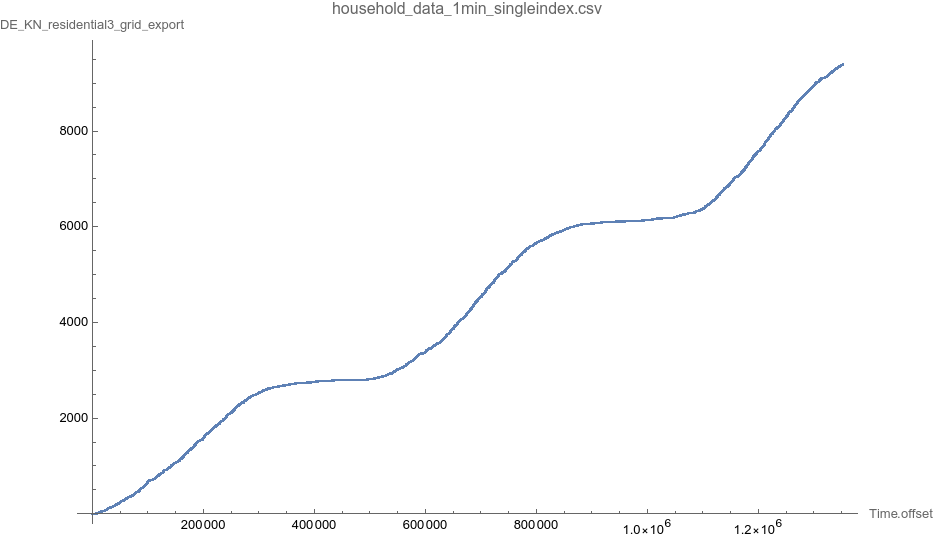 household_data_1min_singleindex.csv
DE_KN_residential3_grid_export
8000
6000
4000
2000
200000 400000 600000 800000 1.0×10⁶ 1.2×10⁶
Time.offset